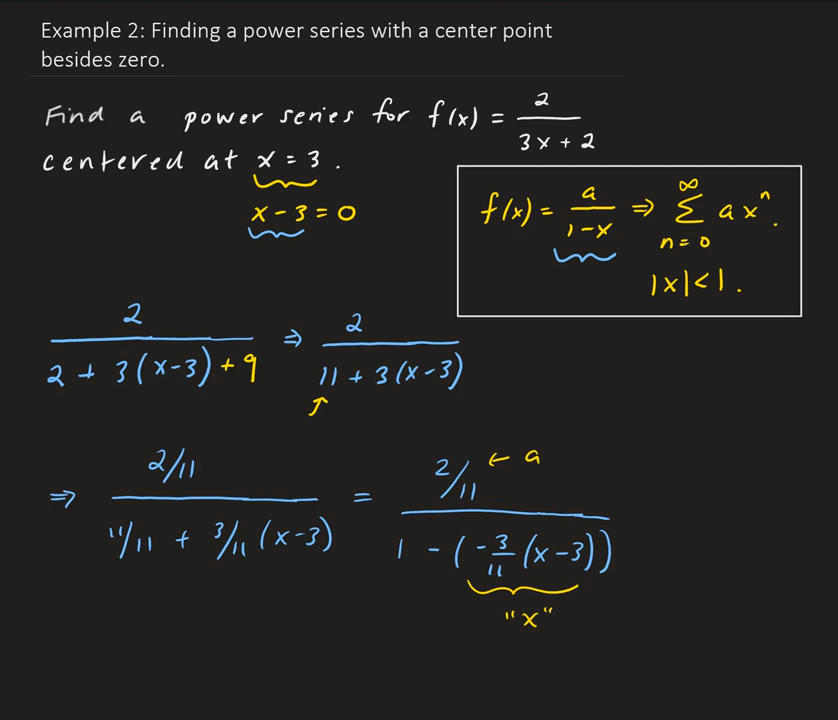 Example 2: Finding a power series with a center point
besides zero.
Find a power series for f(x) = 2/(3x + 2)
centered at x = 3.
x - 3 = 0
f(x) = a/(1-x) ⇒ ∑_{n=0}^{∞} a x^n.
|x| < 1.
2/(2 + 3(x-3) + 9) ⇒ 2/(11 + 3(x-3))
↑
⇒ (2/11)/(11/11 + 3/11 (x-3)) = (2/11)/(1 - (-3/11 (x-3))) ← a
"x"